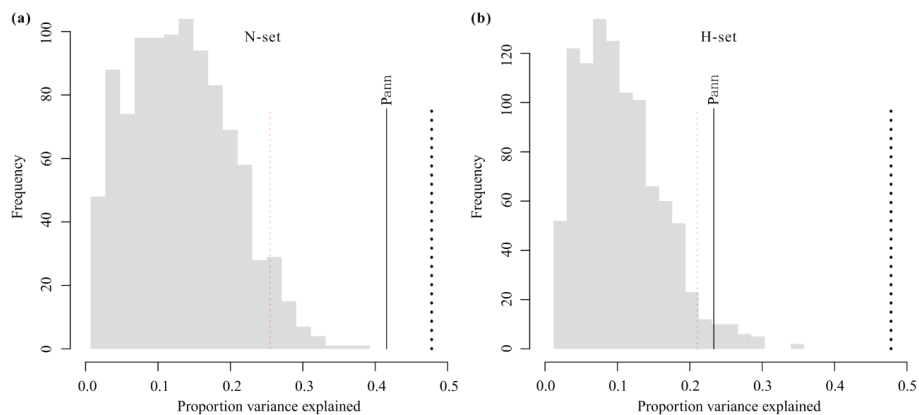 (a)
N-set
Pann
Frequency
0
20
40
60
80
100
0.0 0.1 0.2 0.3 0.4 0.5
Proportion variance explained
(b)
H-set
Pann
Frequency
0
20
40
60
80
100
120
0.0 0.1 0.2 0.3 0.4 0.5
Proportion variance explained